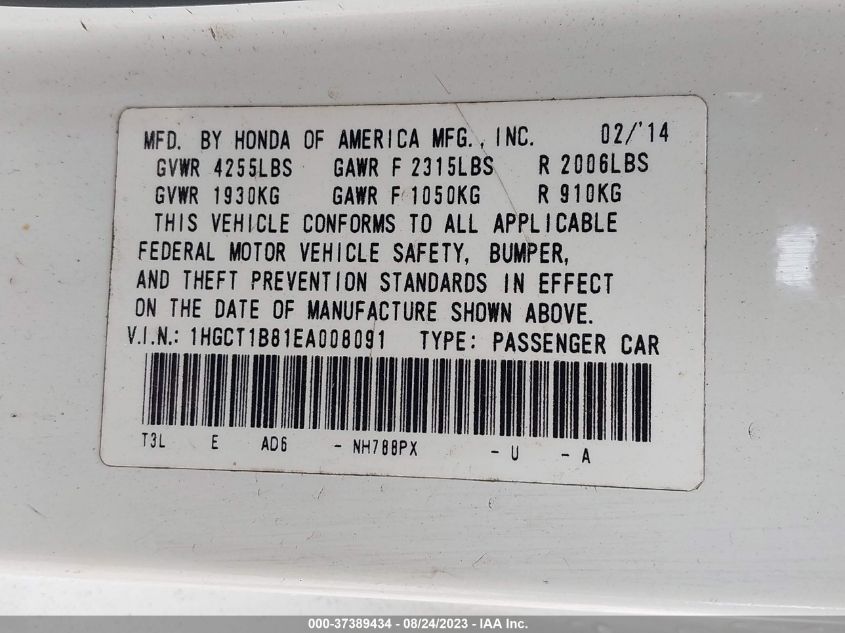 MFD. BY HONDA OF AMERICA MFG., INC. 02/'14
GVWR 4255LBS GAWR F 2315LBS R 2006LBS
GVWR 1930KG GAWR F 1050KG R 910KG
THIS VEHICLE CONFORMS TO ALL APPLICABLE
FEDERAL MOTOR VEHICLE SAFETY, BUMPER,
AND THEFT PREVENTION STANDARDS IN EFFECT
ON THE DATE OF MANUFACTURE SHOWN ABOVE.
V.I.N.: 1HGCT1B81EA008091 TYPE: PASSENGER CAR
T3L E AD6 - NH788PX - U - A
000-37389434 - 08/24/2023 - IAA Inc.